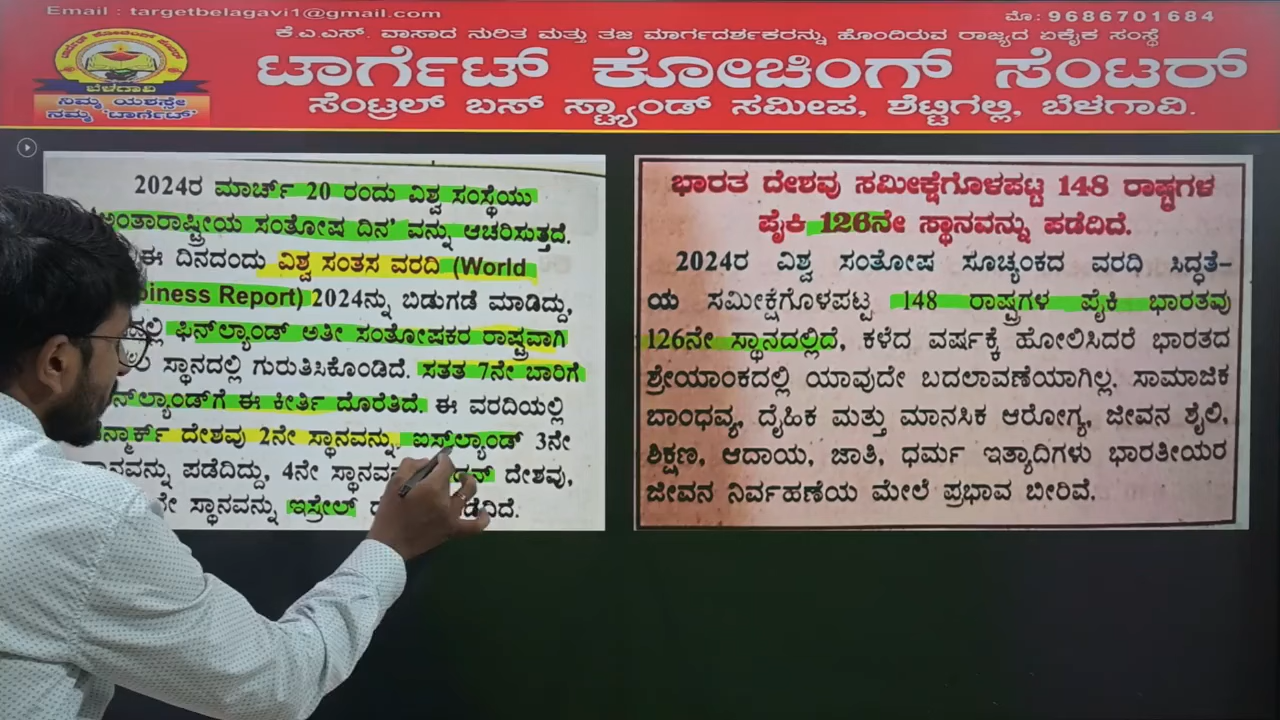 Email : targetbelagavi1@gmail.com
ಮೊ: 9686701684
ಕೆ.ಎ.ಎಸ್. ವಾಸಾದ ನುರಿತ ಮತ್ತು ತಜ್ಞ ಮಾರ್ಗದರ್ಶಕರನ್ನು ಹೊಂದಿರುವ ರಾಜ್ಯದ ಏಕೈಕ ಸಂಸ್ಥೆ
ಟಾರ್ಗೆಟ್ ಕೋಚಿಂಗ್ ಸೆಂಟರ್
ಸೆಂಟ್ರಲ್ ಬಸ್ ಸ್ಟ್ಯಾಂಡ್ ಸಮೀಪ, ಶೆಟ್ಟಿಗಲ್ಲಿ, ಬೆಳಗಾವಿ.
ಬೆಳಗಾವಿ
ನಿಮ್ಮ ಯಶಸ್ಸೇ
ನಮ್ಮ 'ಟಾರ್ಗೆಟ್'
2024ರ ಮಾರ್ಚ್ 20 ರಂದು ವಿಶ್ವ ಸಂಸ್ಥೆಯು
'ಅಂತಾರಾಷ್ಟ್ರೀಯ ಸಂತೋಷ ದಿನ' ವನ್ನು ಆಚರಿಸುತ್ತದೆ.
ಈ ದಿನದಂದು ವಿಶ್ವ ಸಂತಸ ವರದಿ (World
piness Report) 2024ನ್ನು ಬಿಡುಗಡೆ ಮಾಡಿದ್ದು,
ಫಿನ್‌ಲ್ಯಾಂಡ್ ಅತೀ ಸಂತೋಷಕರ ರಾಷ್ಟ್ರವಾಗಿ
ಸ್ಥಾನದಲ್ಲಿ ಗುರುತಿಸಿಕೊಂಡಿದೆ. ಸತತ 7ನೇ ಬಾರಿಗೆ
ನ್‌ಲ್ಯಾಂಡ್‌ಗೆ ಈ ಕೀರ್ತಿ ದೊರೆತಿದೆ. ಈ ವರದಿಯಲ್ಲಿ
ನ್ಮಾರ್ಕ್ ದೇಶವು 2ನೇ ಸ್ಥಾನವನ್ನು. ಐಸ್‌ಲ್ಯಾಂಡ್ 3ನೇ
ಸ್ಥಾನವನ್ನು ಪಡೆದಿದ್ದು, 4ನೇ ಸ್ಥಾನವ ದೇಶವು,
ನೇ ಸ್ಥಾನವನ್ನು ಇಸ್ರೇಲ್
ಭಾರತ ದೇಶವು ಸಮೀಕ್ಷೆಗೊಳಪಟ್ಟ 148 ರಾಷ್ಟ್ರಗಳ
ಪೈಕಿ 126ನೇ ಸ್ಥಾನವನ್ನು ಪಡೆದಿದೆ.
2024ರ ವಿಶ್ವ ಸಂತೋಷ ಸೂಚ್ಯಂಕದ ವರದಿ ಸಿದ್ಧತೆ-
ಯ ಸಮೀಕ್ಷೆಗೊಳಪಟ್ಟ 148 ರಾಷ್ಟ್ರಗಳ ಪೈಕಿ ಭಾರತವು
126ನೇ ಸ್ಥಾನದಲ್ಲಿದೆ, ಕಳೆದ ವರ್ಷಕ್ಕೆ ಹೋಲಿಸಿದರೆ ಭಾರತದ
ಶ್ರೇಯಾಂಕದಲ್ಲಿ ಯಾವುದೇ ಬದಲಾವಣೆಯಾಗಿಲ್ಲ. ಸಾಮಾಜಿಕ
ಬಾಂಧವ್ಯ, ದೈಹಿಕ ಮತ್ತು ಮಾನಸಿಕ ಆರೋಗ್ಯ, ಜೀವನ ಶೈಲಿ,
ಶಿಕ್ಷಣ, ಆದಾಯ, ಜಾತಿ, ಧರ್ಮ ಇತ್ಯಾದಿಗಳು ಭಾರತೀಯರ
ಜೀವನ ನಿರ್ವಹಣೆಯ ಮೇಲೆ ಪ್ರಭಾವ ಬೀರಿವೆ.